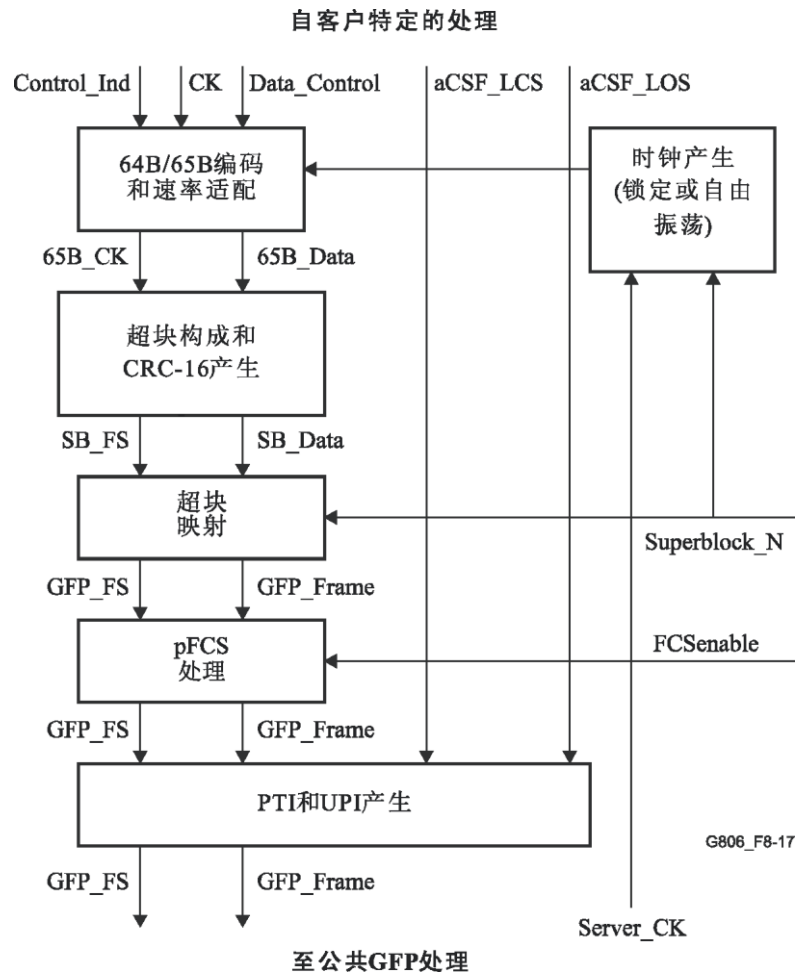 自客户特定的处理
Control_Ind
CK
Data_Control
aCSF_LCS
aCSF_LOS
64B/65B编码
和速率适配
时钟产生
(锁定或自由
振荡)
65B_CK
65B_Data
超块构成和
CRC-16产生
SB_FS
SB_Data
超块
映射
Superblock_N
GFP_FS
GFP_Frame
pFCS
处理
FCSenable
GFP_FS
GFP_Frame
PTI和UPI产生
G806_F8-17
GFP_FS
GFP_Frame
Server_CK
至公共GFP处理